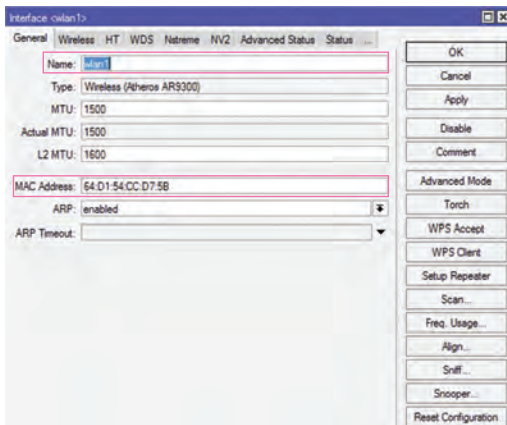 Interface <wlan1>
General Wireless HT WDS Nstreme NV2 Advanced Status Status ...
Name: wlan1
Type: Wireless (Atheros AR9300)
MTU: 1500
Actual MTU: 1500
L2 MTU: 1600
MAC Address: 64:D1:54:CC:D7:5B
ARP: enabled
ARP Timeout:
OK
Cancel
Apply
Disable
Comment
Advanced Mode
Torch
WPS Accept
WPS Client
Setup Repeater
Scan...
Freq. Usage...
Align...
Sniff...
Snooper...
Reset Configuration